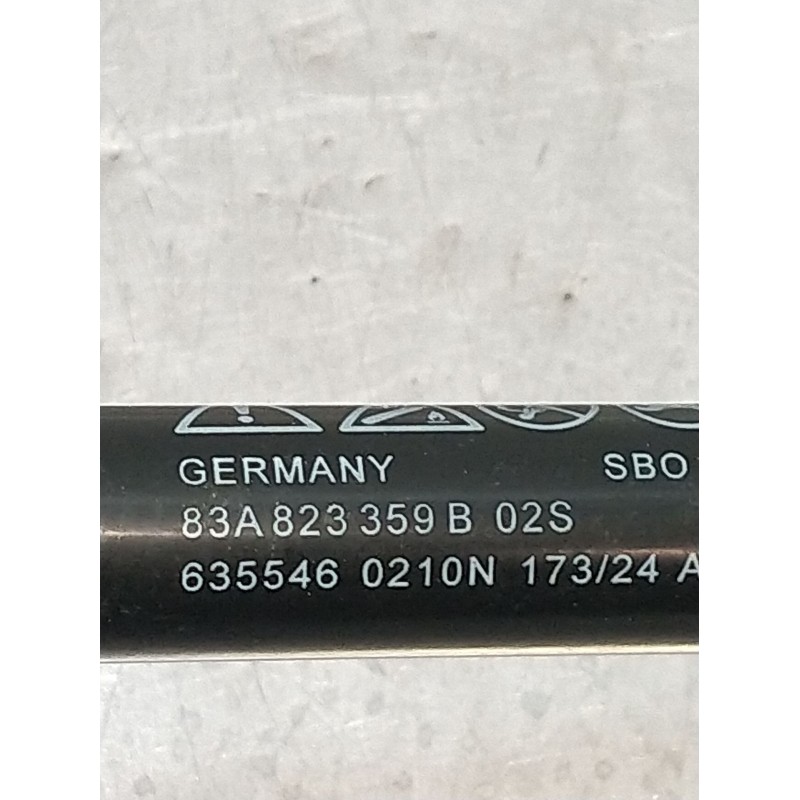 GERMANY SBO
83A 823 359 B 02S
635546 0210N 173/24 A